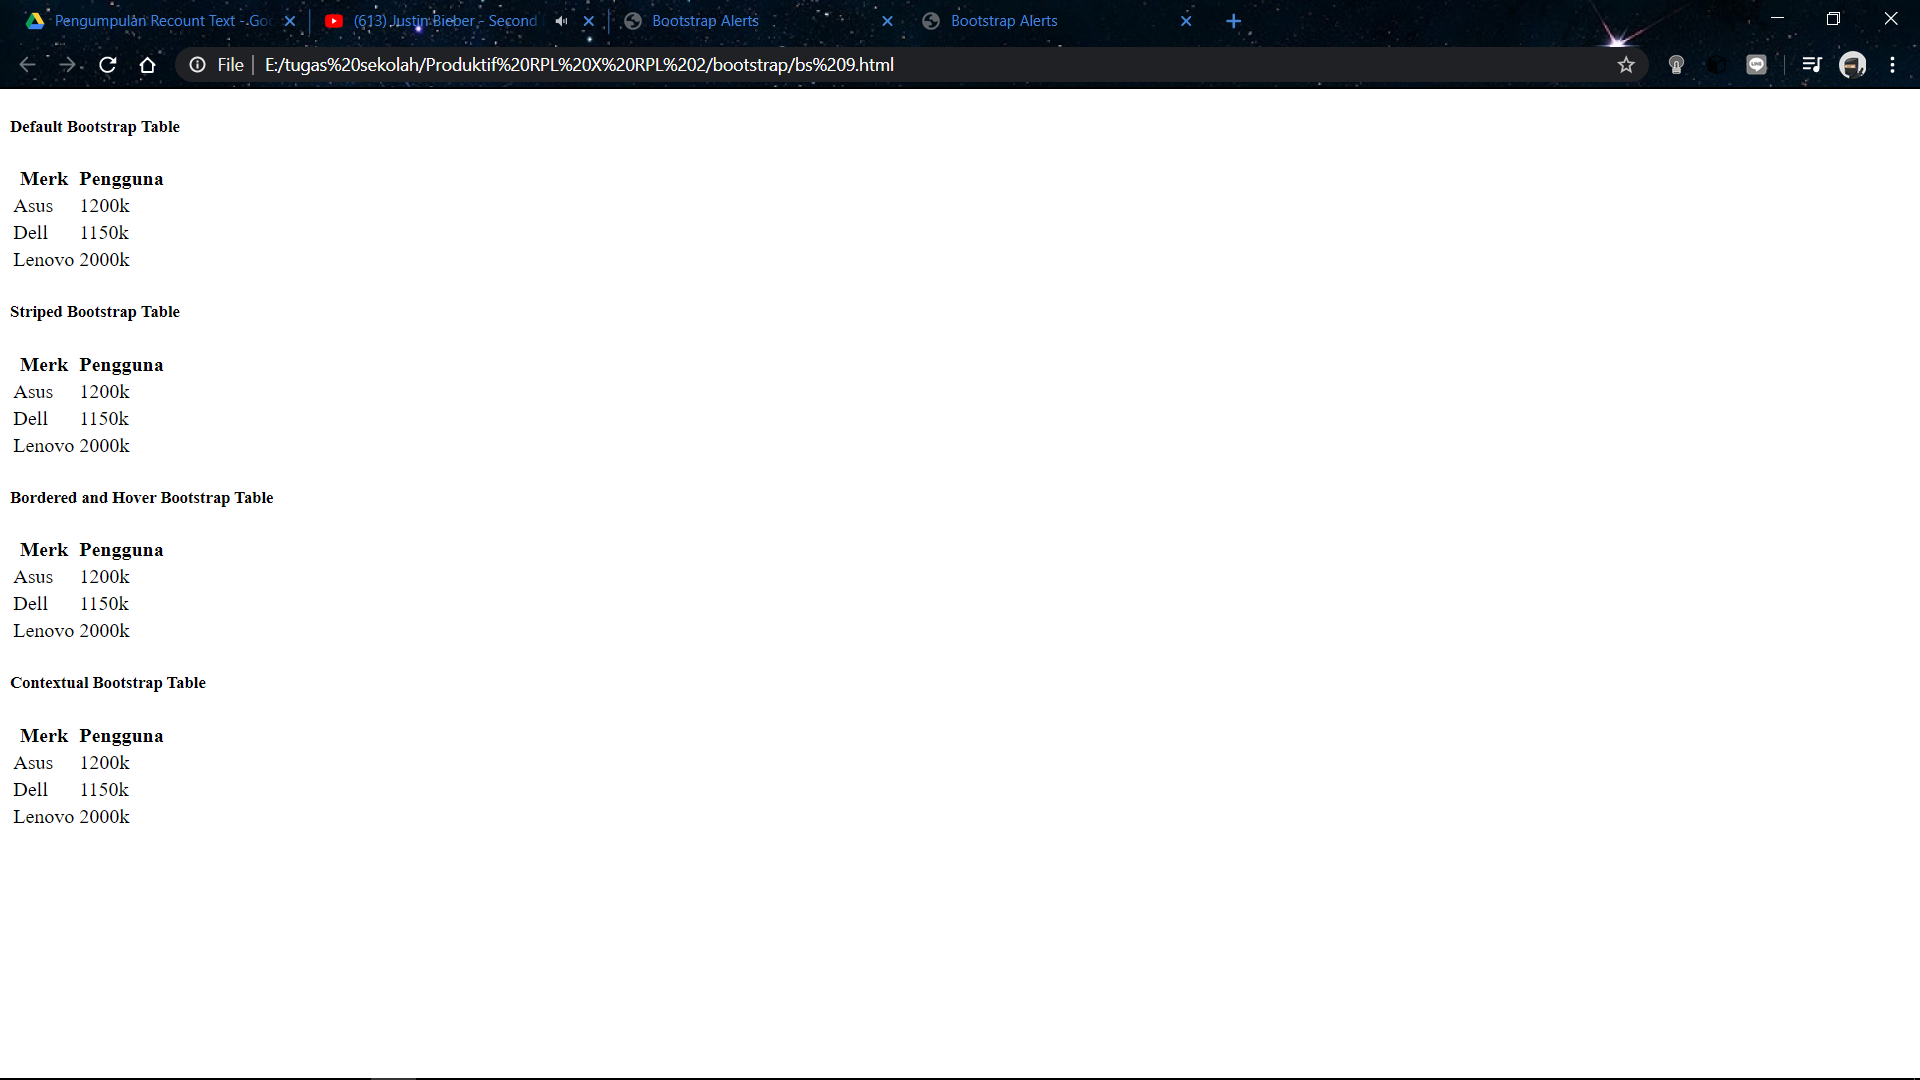 Pengumpulan Recount Text - Goo
(613) Justin Bieber - Second
Bootstrap Alerts
Bootstrap Alerts
File
E:/tugas%20sekolah/Produktif%20RPL%20X%20RPL%202/bootstrap/bs%209.html
LINE
Default Bootstrap Table
Merk Pengguna
Asus 1200k
Dell 1150k
Lenovo 2000k
Striped Bootstrap Table
Merk Pengguna
Asus 1200k
Dell 1150k
Lenovo 2000k
Bordered and Hover Bootstrap Table
Merk Pengguna
Asus 1200k
Dell 1150k
Lenovo 2000k
Contextual Bootstrap Table
Merk Pengguna
Asus 1200k
Dell 1150k
Lenovo 2000k